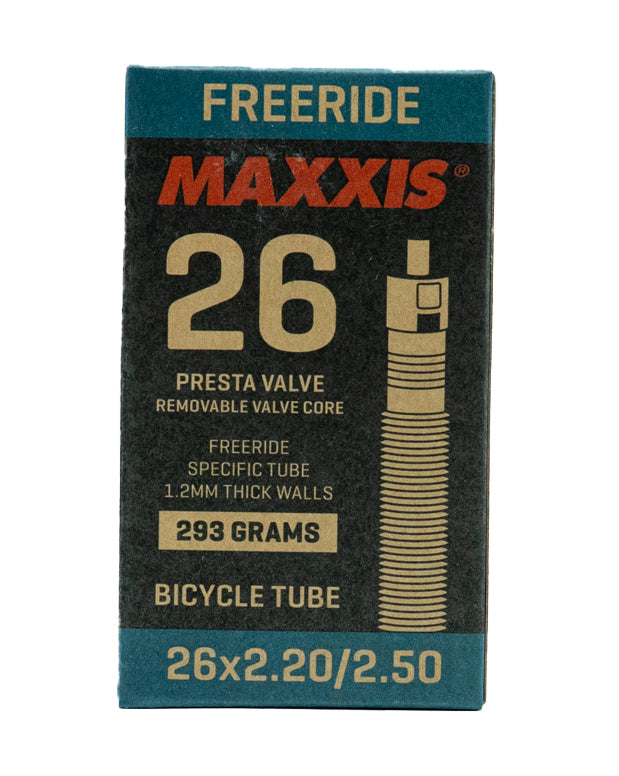 FREERIDE
MAXXIS®
26
PRESTA VALVE
REMOVABLE VALVE CORE
FREERIDE
SPECIFIC TUBE
1.2MM THICK WALLS
293 GRAMS
BICYCLE TUBE
26x2.20/2.50